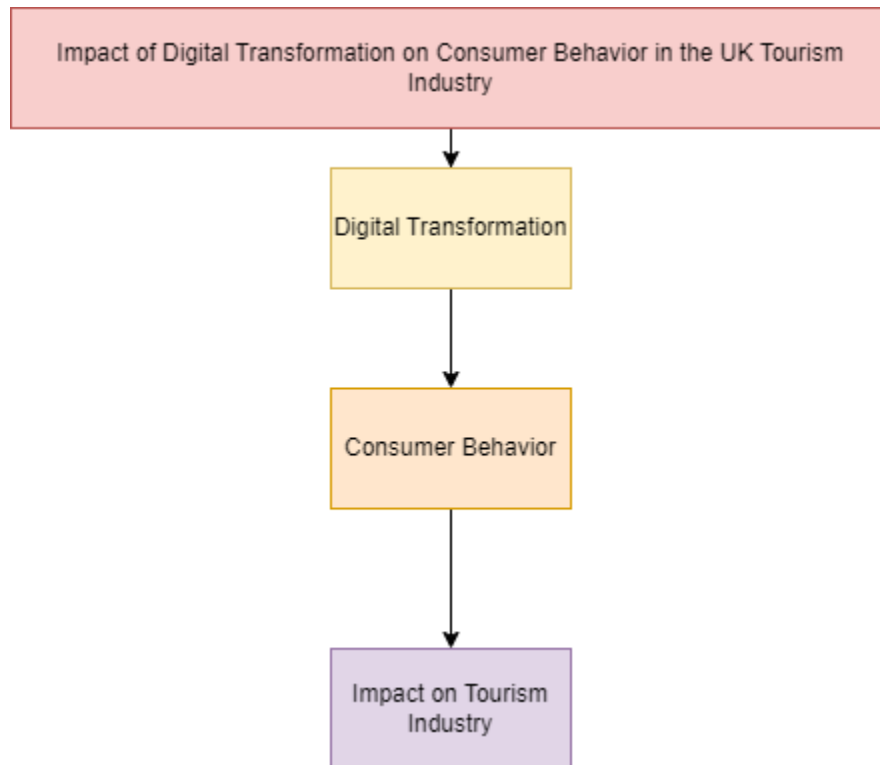 Impact of Digital Transformation on Consumer Behavior in the UK Tourism
Industry
Digital Transformation
Consumer Behavior
Impact on Tourism
Industry